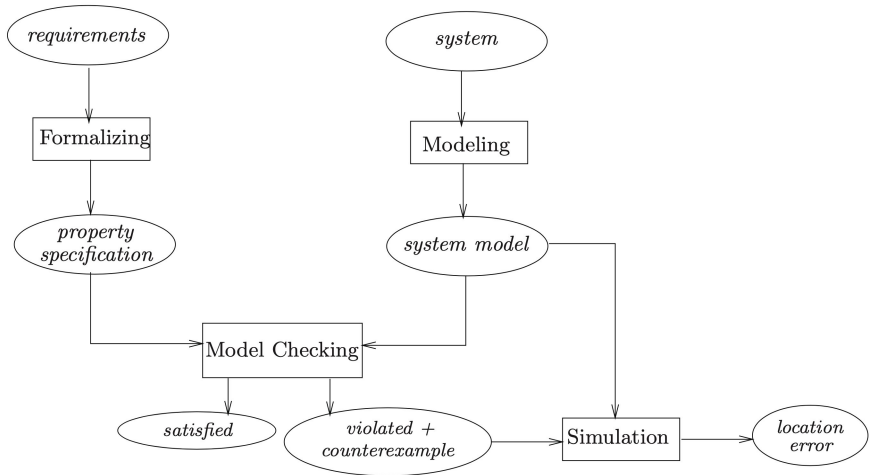 requirements
system
Formalizing
Modeling
property
specification
system model
Model Checking
satisfied
violated +
counterexample
Simulation
location
error